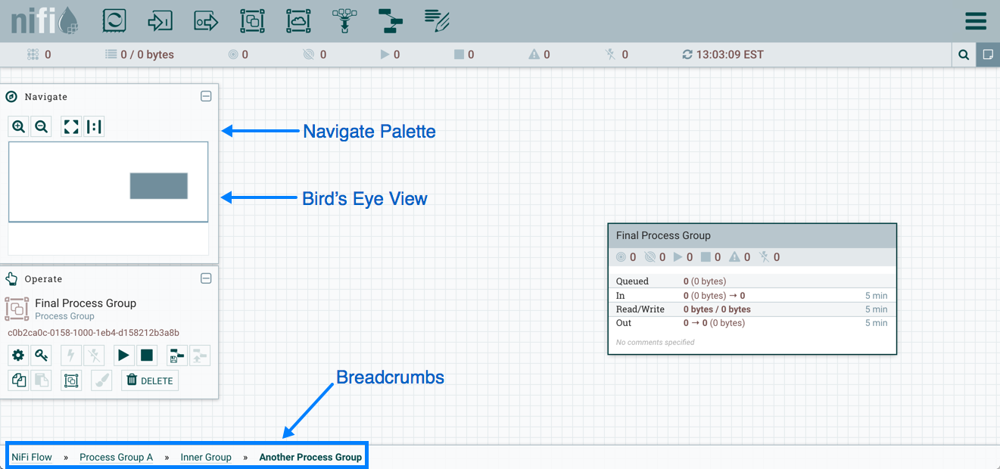 nifi
0 0 / 0 bytes 0 0 0 0 0 0 13:03:09 EST
Navigate
Navigate Palette
Bird's Eye View
Final Process Group
0 0 0 0 0 0
Queued 0 (0 bytes)
In 0 (0 bytes) → 0 5 min
Read/Write 0 bytes / 0 bytes 5 min
Out 0 → 0 (0 bytes) 5 min
No comments specified
Operate
Final Process Group
Process Group
c0b2ca0c-0158-1000-1eb4-d158212b3a8b
DELETE
Breadcrumbs
NiFi Flow » Process Group A » Inner Group » Another Process Group